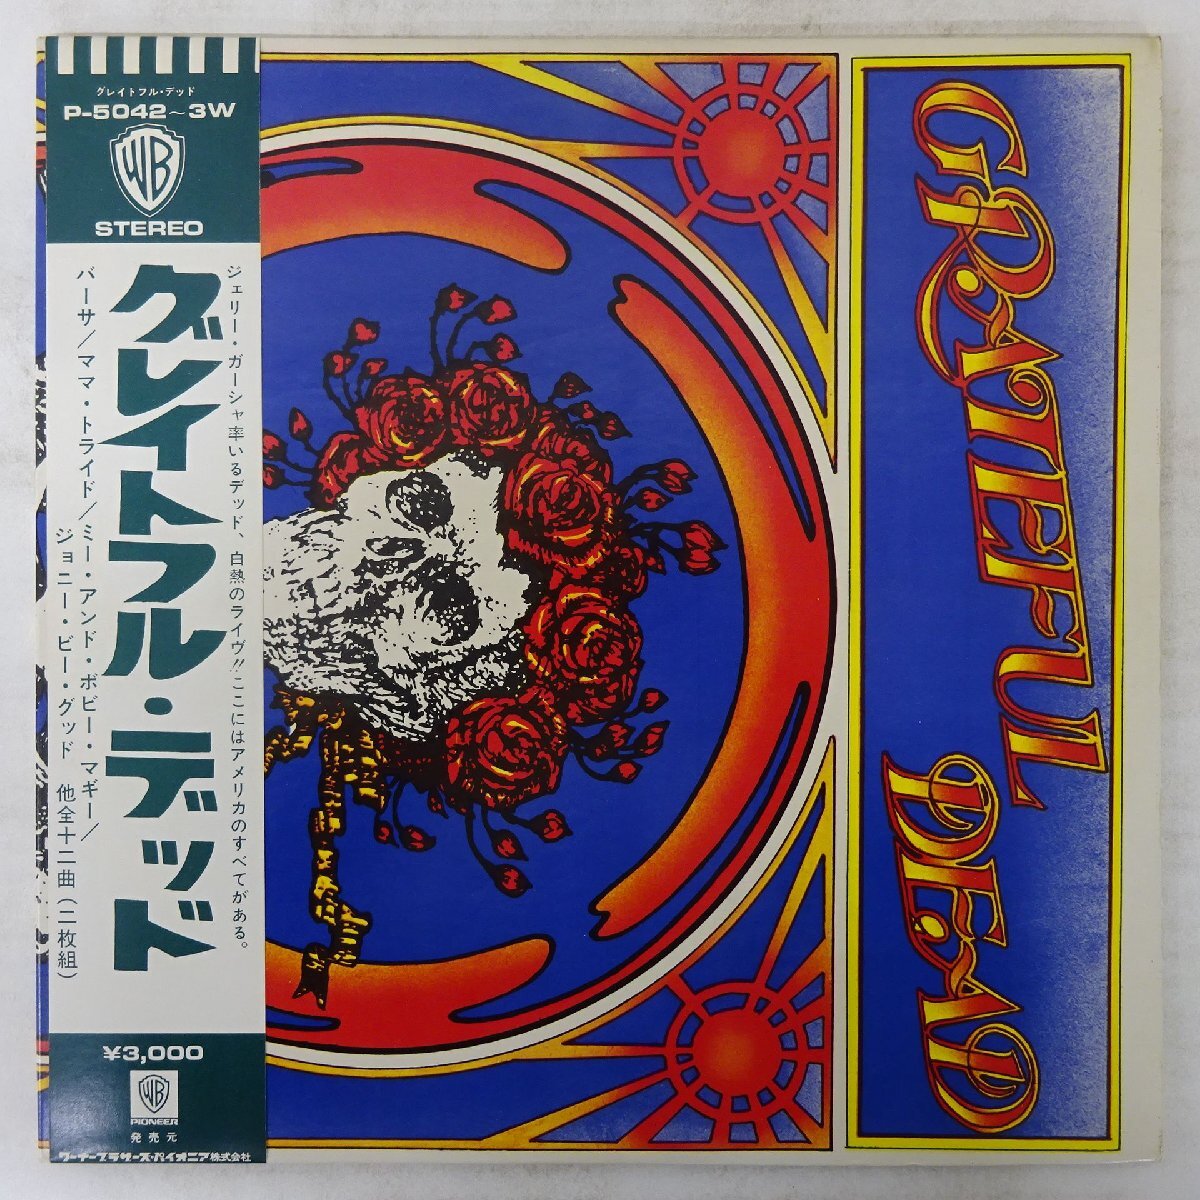 グレイトフル・デッド
P-5042～3W
WB
STEREO
ジェリー・ガーシャ率いるデッド、白熱のライヴ!!ここにはアメリカのすべてがある。
グレイトフル・デッド
バーサ／ママ・トライド／ミー・アンド・ボビー・マギー／
ジョニー・ビー・グッド 他全十二曲（二枚組）
¥3,000
WB
PIONEER
発売元
ワーナーブラザーズ・パイオニア株式会社
GRATEFUL
DEAD